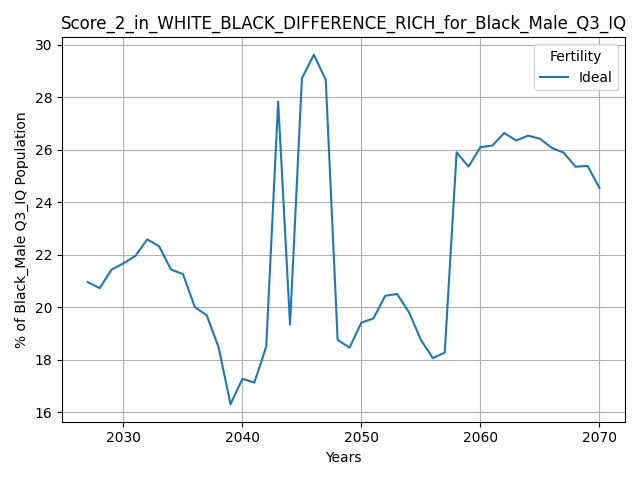 Score_2_in_WHITE_BLACK_DIFFERENCE_RICH_for_Black_Male_Q3_IQ
Fertility
Ideal
% of Black_Male Q3_IQ Population
30
28
26
24
22
20
18
16
2030
2040
2050
2060
2070
Years